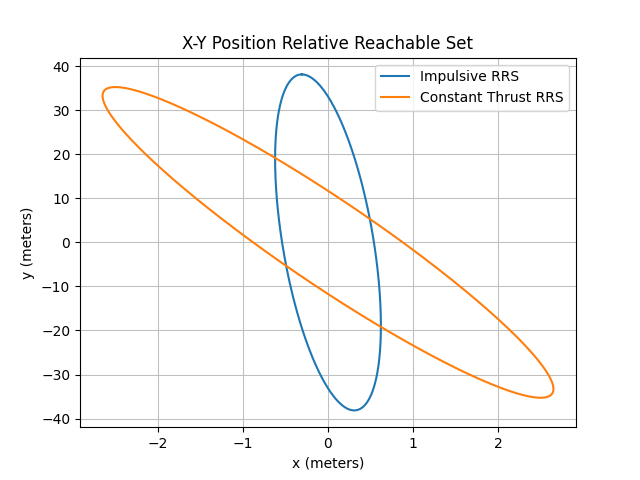 X-Y Position Relative Reachable Set
Impulsive RRS
Constant Thrust RRS
40
30
20
10
0
−10
−20
−30
−40
y (meters)
−2
−1
0
1
2
x (meters)